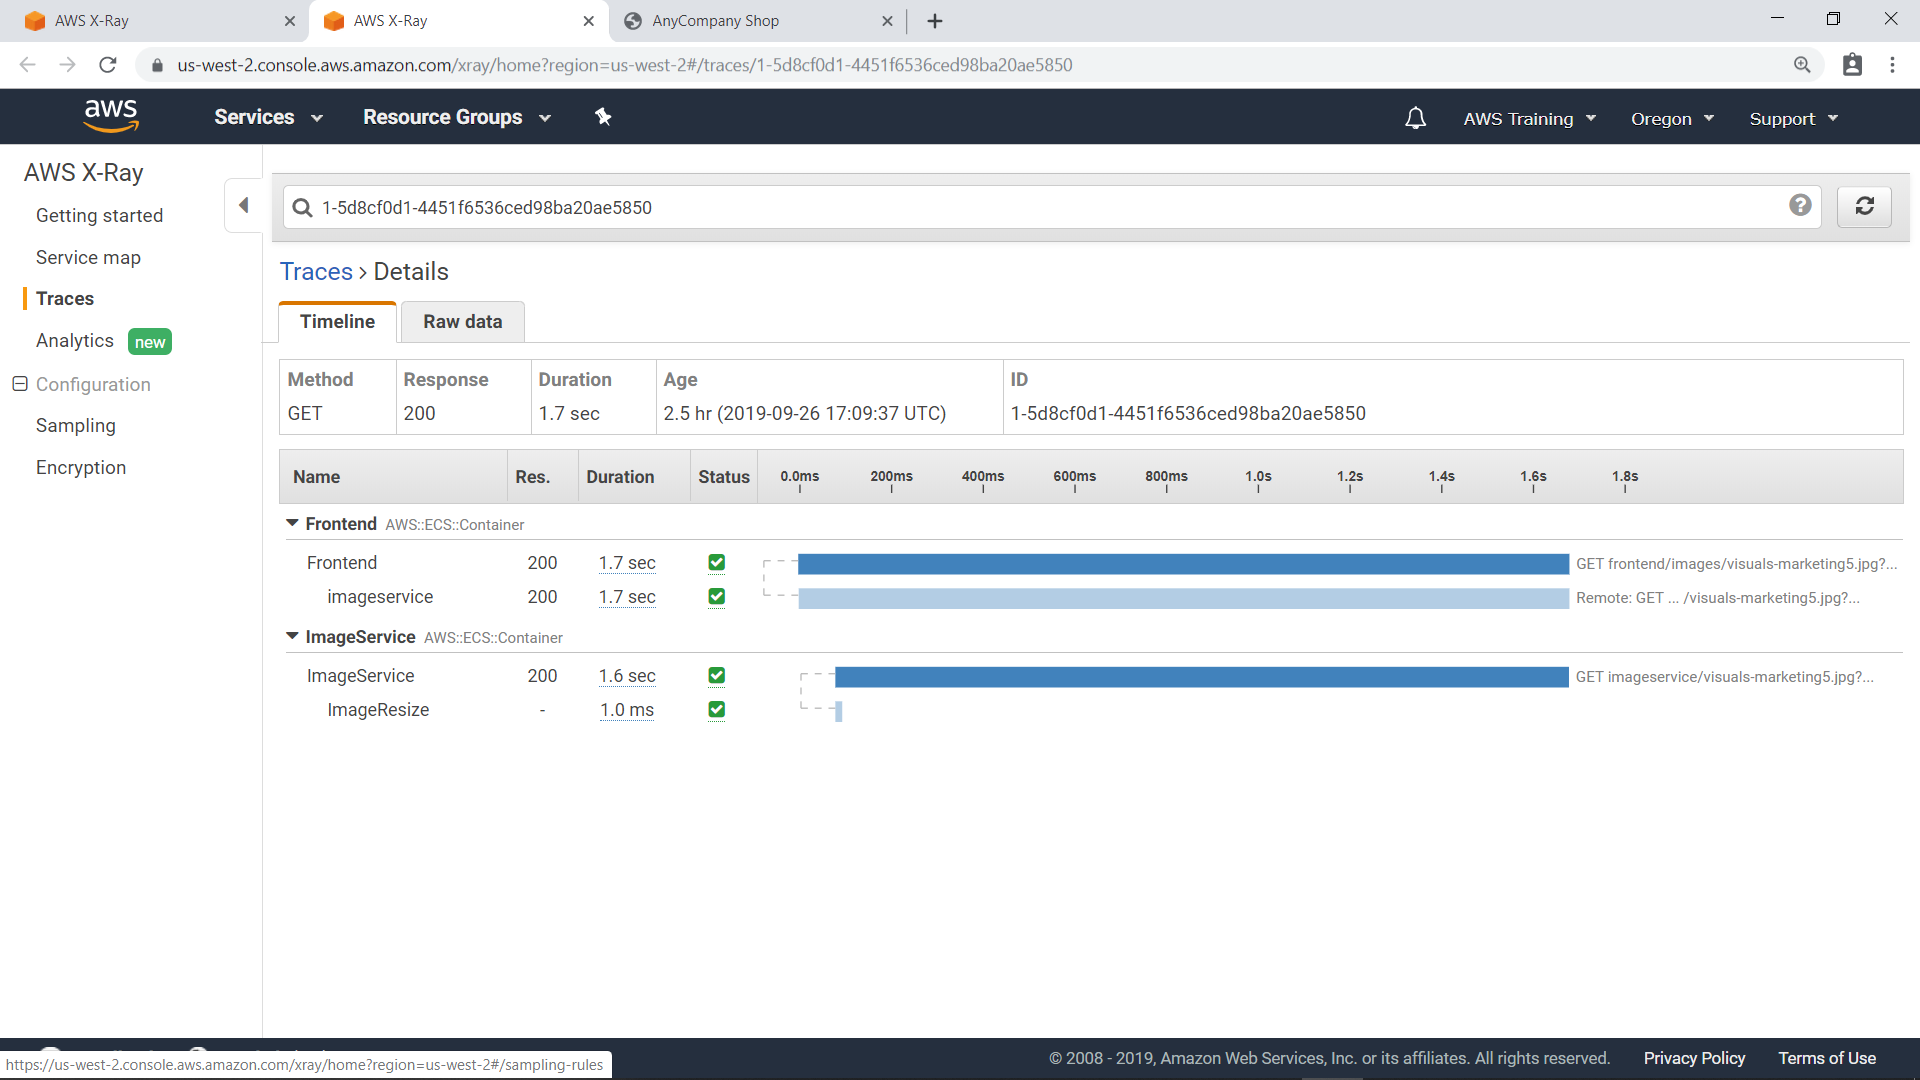 AWS X-Ray
AWS X-Ray
AnyCompany Shop
us-west-2.console.aws.amazon.com/xray/home?region=us-west-2#/traces/1-5d8cf0d1-4451f6536ced98ba20ae5850
aws
Services
Resource Groups
AWS Training
Oregon
Support
AWS X-Ray
Getting started
Service map
Traces
Analytics new
Configuration
Sampling
Encryption
1-5d8cf0d1-4451f6536ced98ba20ae5850
Traces > Details
Timeline
Raw data
Method Response Duration Age ID
GET 200 1.7 sec 2.5 hr (2019-09-26 17:09:37 UTC) 1-5d8cf0d1-4451f6536ced98ba20ae5850
Name Res. Duration Status 0.0ms 200ms 400ms 600ms 800ms 1.0s 1.2s 1.4s 1.6s 1.8s
Frontend AWS::ECS::Container
Frontend 200 1.7 sec GET frontend/images/visuals-marketing5.jpg?...
imageservice 200 1.7 sec Remote: GET ... /visuals-marketing5.jpg?...
ImageService AWS::ECS::Container
ImageService 200 1.6 sec GET imageservice/visuals-marketing5.jpg?...
ImageResize - 1.0 ms
https://us-west-2.console.aws.amazon.com/xray/home?region=us-west-2#/sampling-rules
© 2008 - 2019, Amazon Web Services, Inc. or its affiliates. All rights reserved.
Privacy Policy
Terms of Use